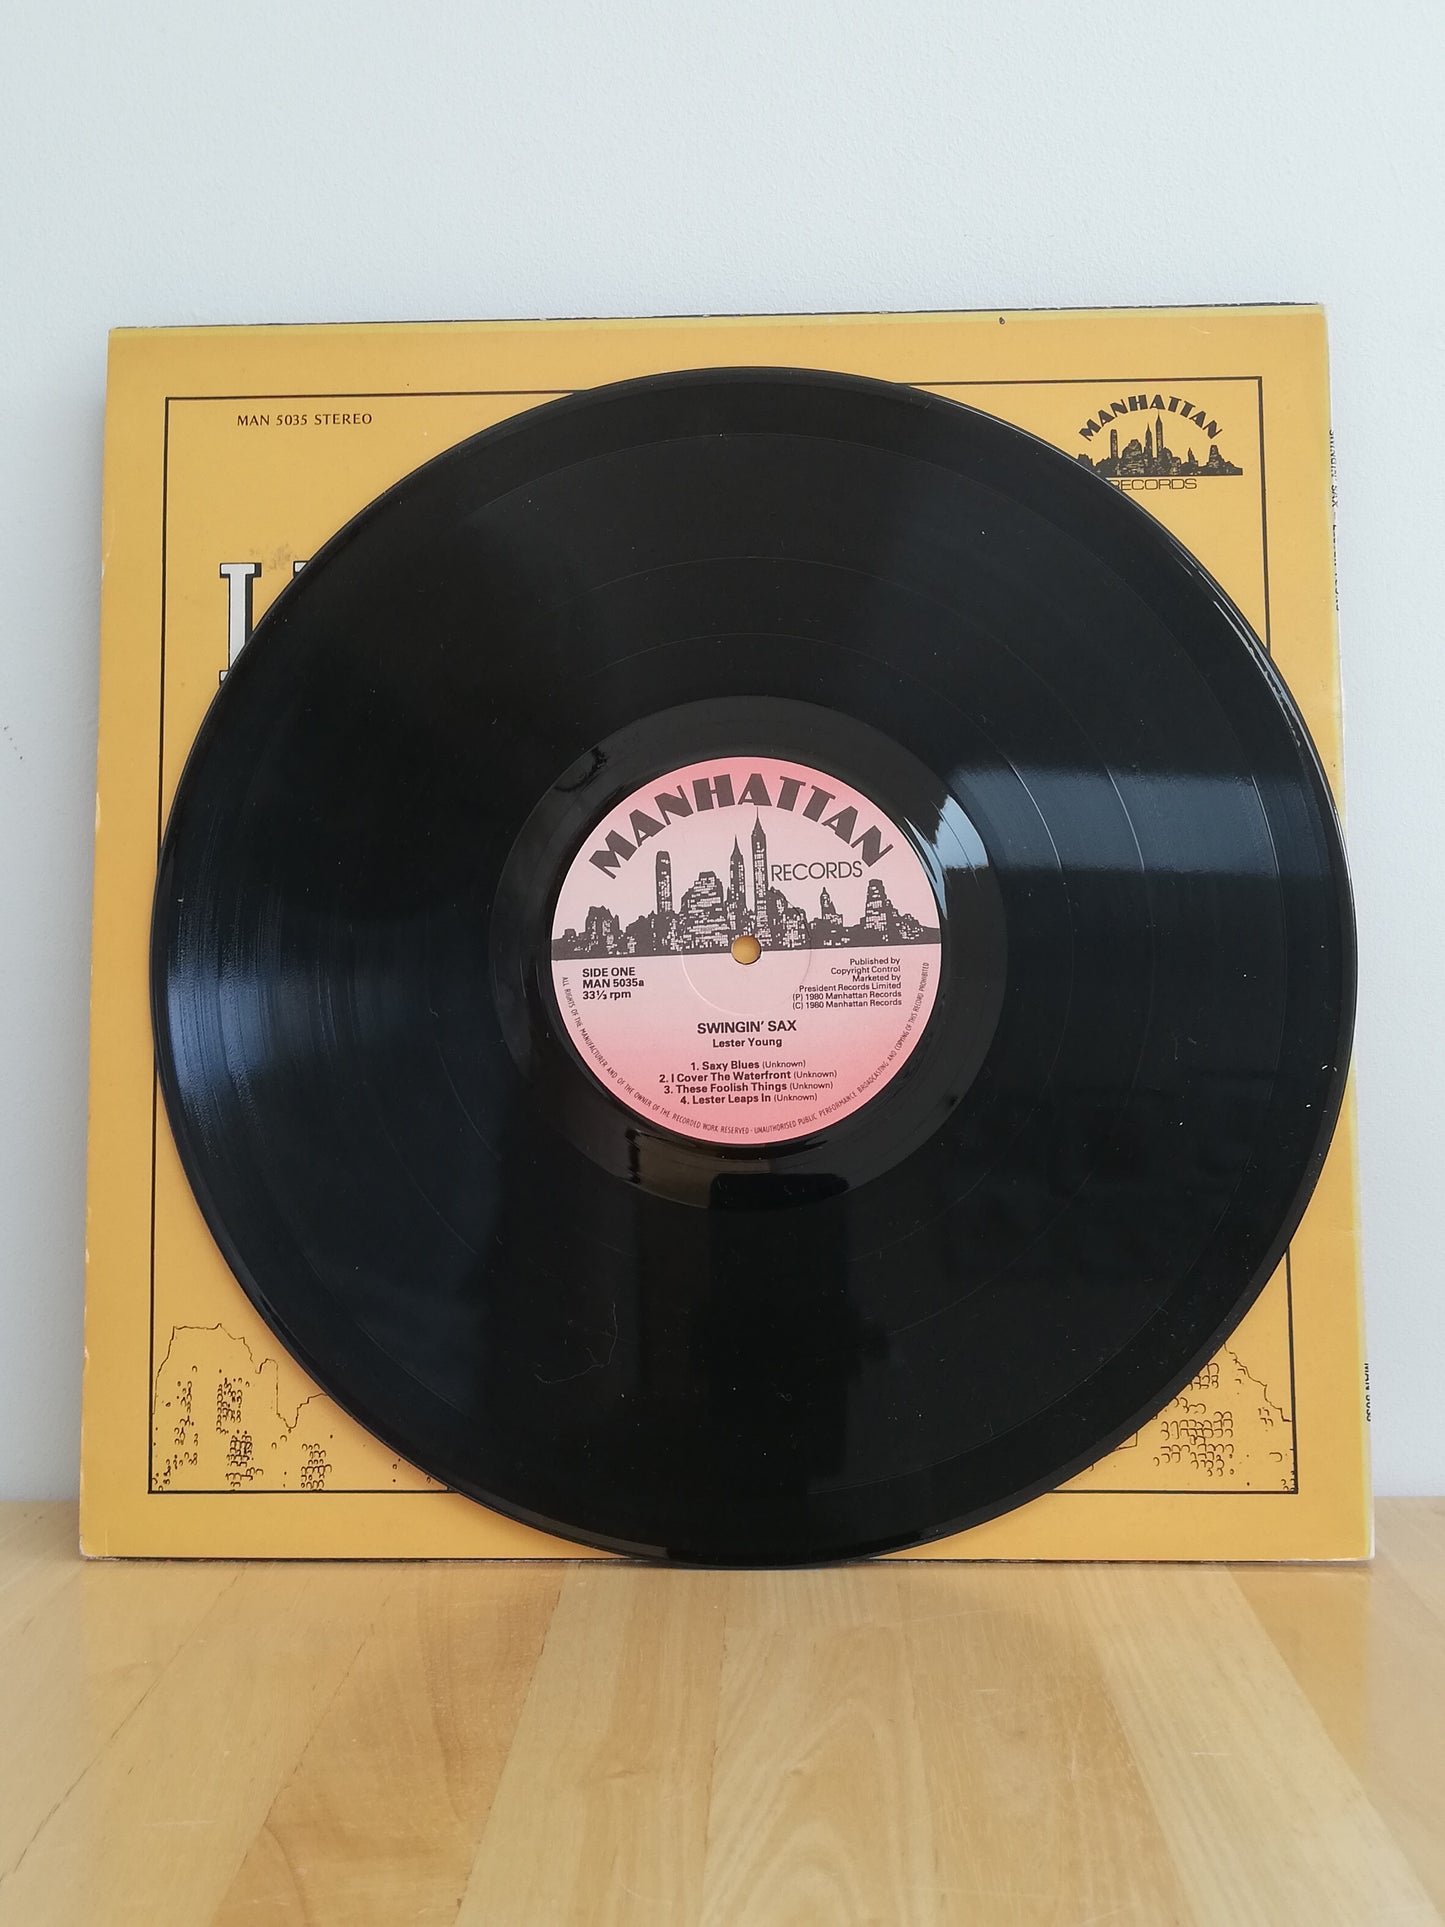 MAN 5035 STEREO
MANHATTAN
RECORDS
MANHATTAN
RECORDS
SIDE ONE
MAN 5035a
33⅓ rpm
Published by
Copyright Control
Marketed by
President Records Limited
(P) 1980 Manhattan Records
(C) 1980 Manhattan Records
SWINGIN' SAX
Lester Young
1. Saxy Blues (Unknown)
2. I Cover The Waterfront (Unknown)
3. These Foolish Things (Unknown)
4. Lester Leaps In (Unknown)
ALL RIGHTS OF THE MANUFACTURER AND OF THE OWNER OF THE RECORDED WORK RESERVED · UNAUTHORISED PUBLIC PERFORMANCE BROADCASTING AND COPYING OF THIS RECORD PROHIBITED
MAN 5035